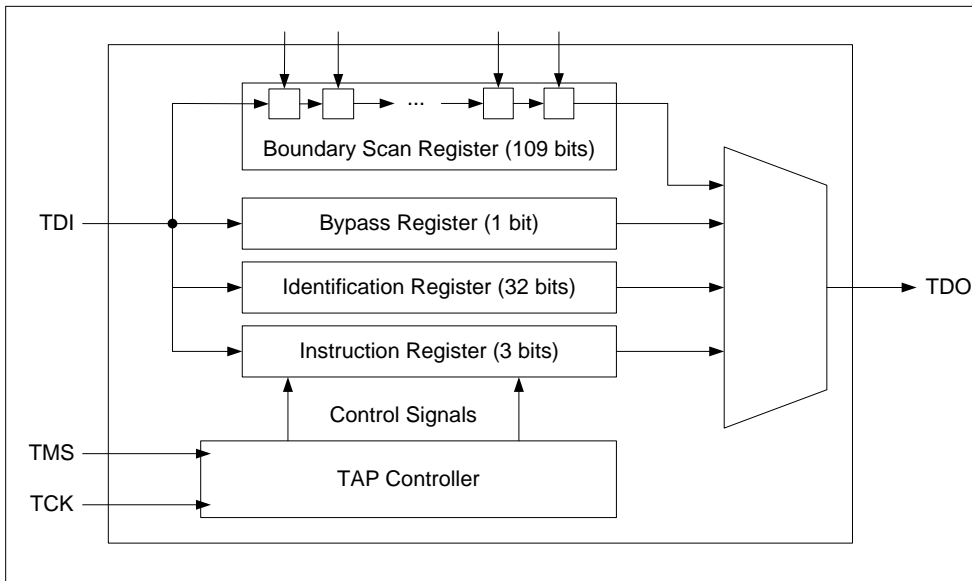 ...
Boundary Scan Register (109 bits)
TDI
Bypass Register (1 bit)
Identification Register (32 bits)
TDO
Instruction Register (3 bits)
Control Signals
TMS
TAP Controller
TCK